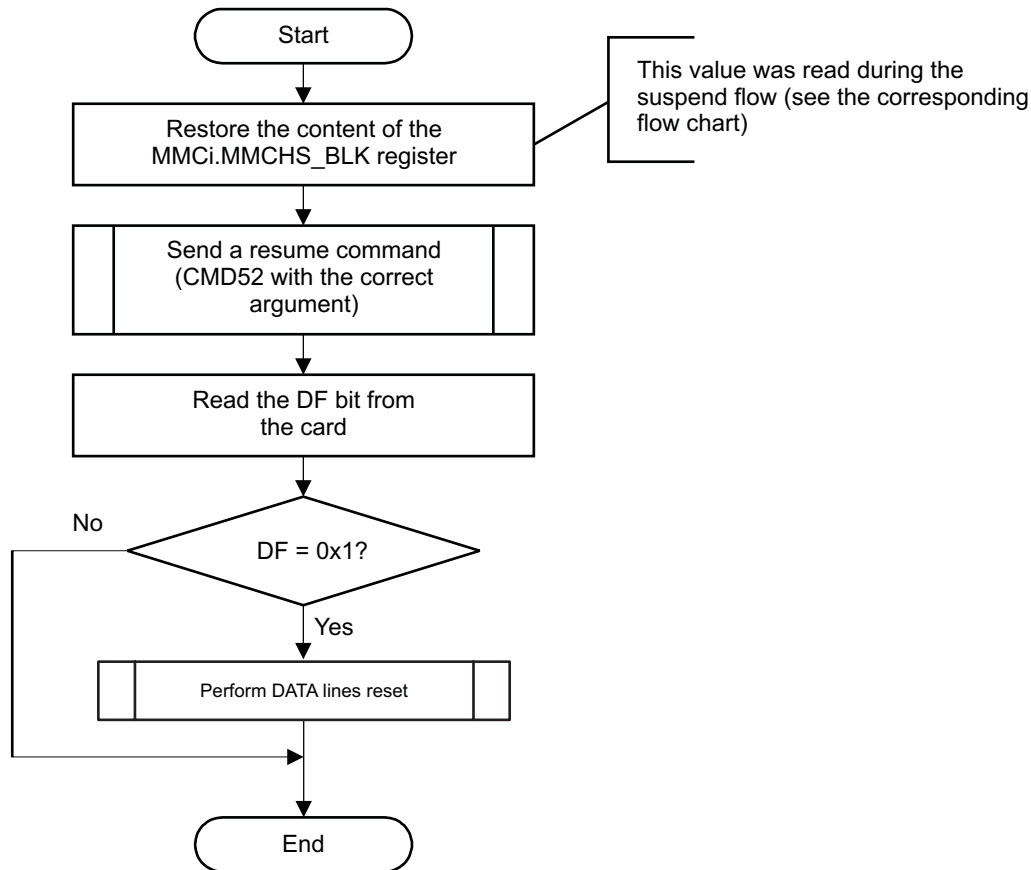 Start
This value was read during the
suspend flow (see the corresponding
flow chart)
Restore the content of the
MMCi.MMCHS_BLK register
Send a resume command
(CMD52 with the correct
argument)
Read the DF bit from
the card
No
DF = 0x1?
Yes
Perform DATA lines reset
End